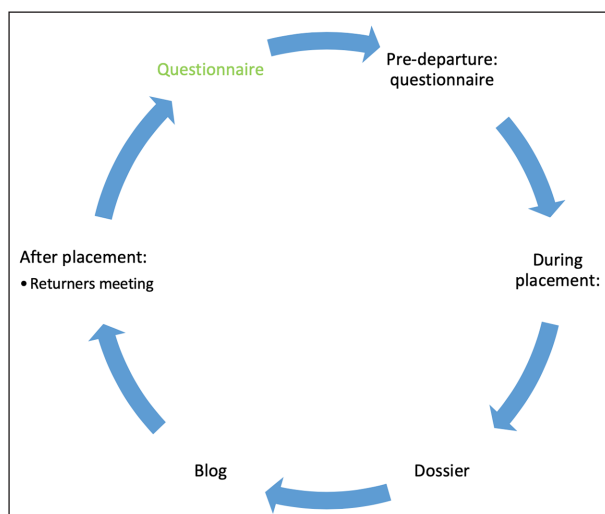 Questionnaire
Pre-departure:
questionnaire
During
placement:
Dossier
Blog
After placement:
• Returners meeting